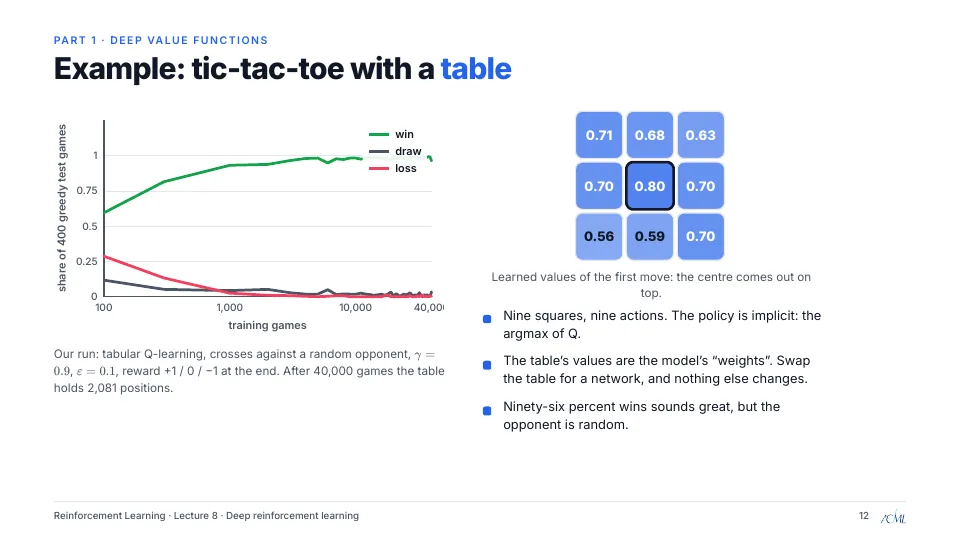 PART 1 · DEEP VALUE FUNCTIONS
Example: tic-tac-toe with a table
share of 400 greedy test games
1
0.75
0.5
0.25
0
100
1,000
10,000
40,00
training games
win
draw
loss
Our run: tabular Q-learning, crosses against a random opponent, γ =
0.9, ε = 0.1, reward +1 / 0 / −1 at the end. After 40,000 games the table
holds 2,081 positions.
0.71 0.68 0.63
0.70 0.80 0.70
0.56 0.59 0.70
Learned values of the first move: the centre comes out on
top.
Nine squares, nine actions. The policy is implicit: the
argmax of Q.
The table’s values are the model’s “weights”. Swap
the table for a network, and nothing else changes.
Ninety-six percent wins sounds great, but the
opponent is random.
Reinforcement Learning · Lecture 8 · Deep reinforcement learning
12
ACML